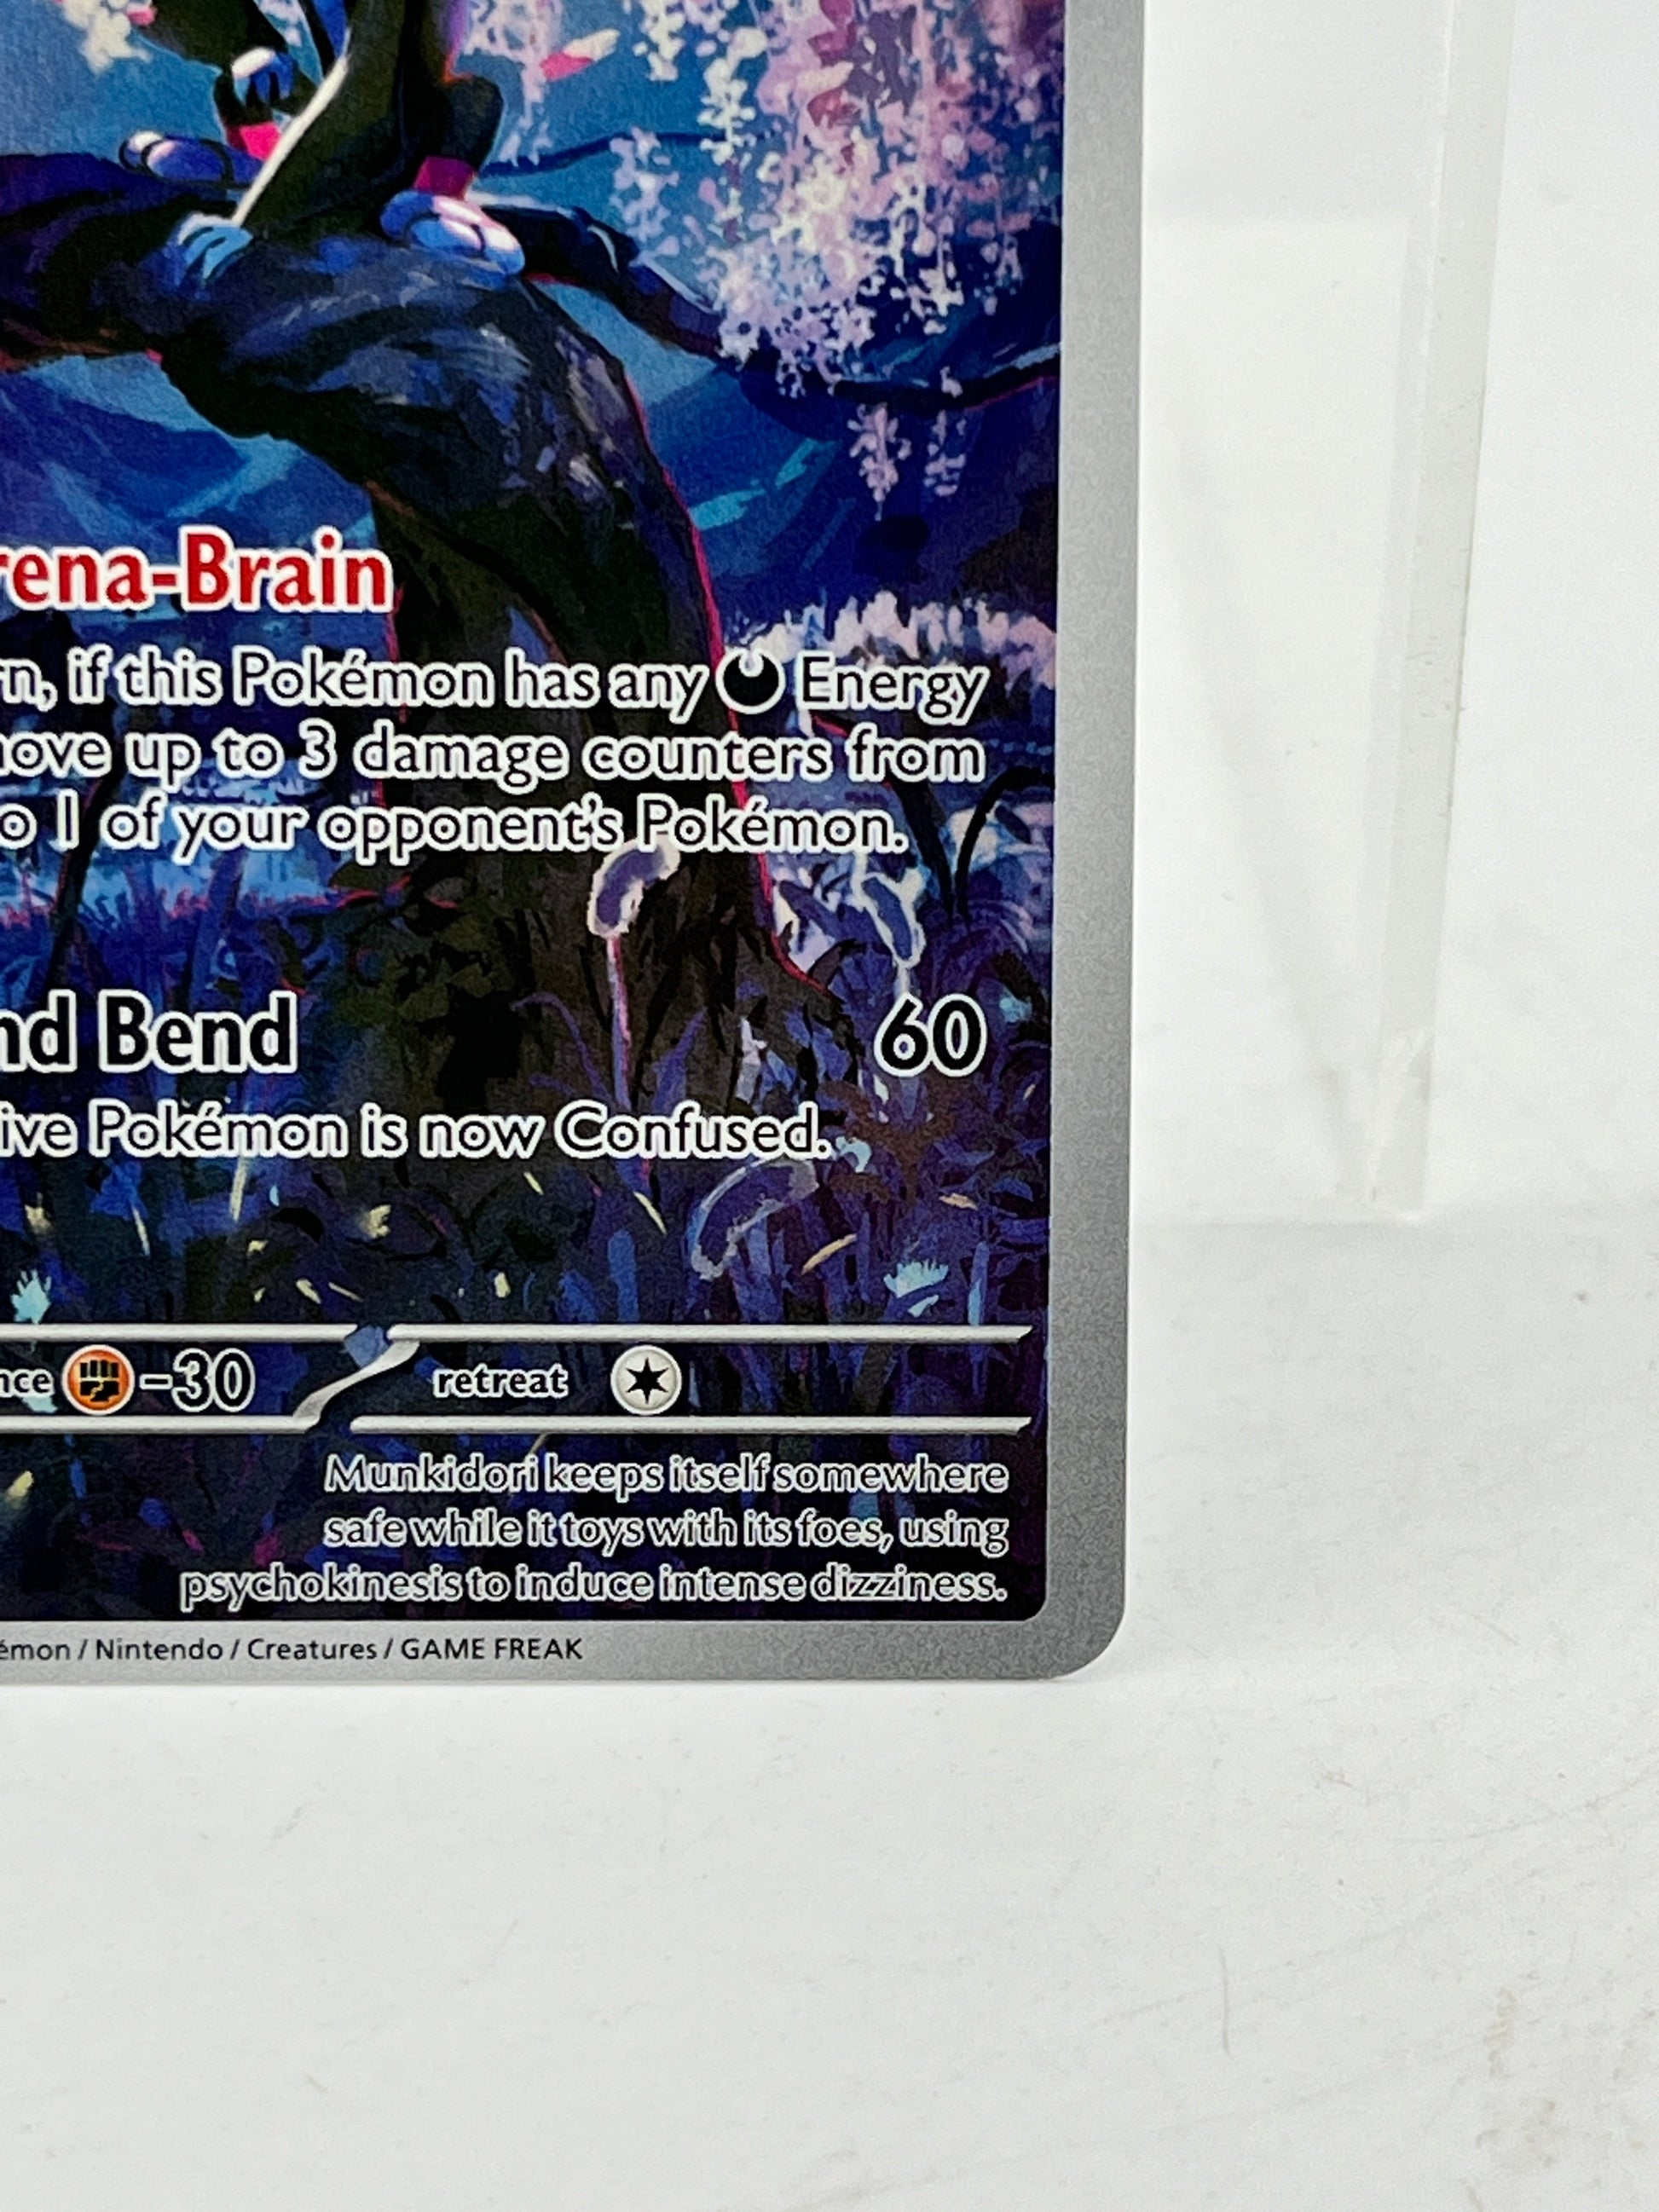 rena-Brain
rn, if this Pokémon has any Energy
move up to 3 damage counters from
o 1 of your opponent's Pokémon.
nd Bend 60
ive Pokémon is now Confused.
nce -30 retreat
Munkidori keeps itself somewhere
safe while it toys with its foes, using
psychokinesis to induce intense dizziness.
émon / Nintendo / Creatures / GAME FREAK